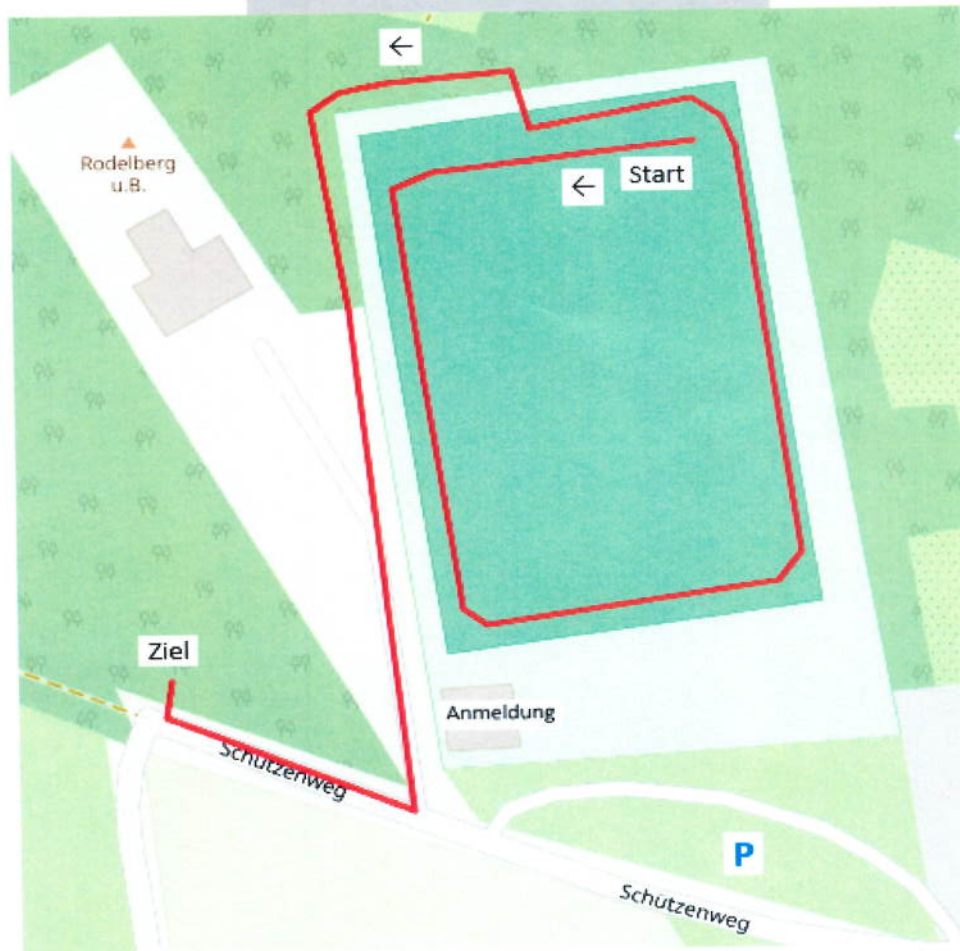 ←
Rodelberg
u.B.
← Start
Ziel
Anmeldung
Schützenweg
P
Schützenweg